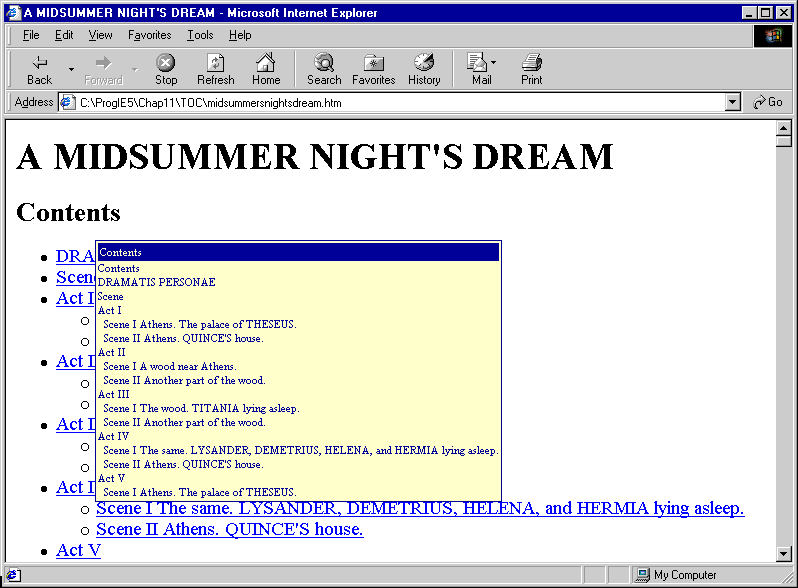 A MIDSUMMER NIGHT'S DREAM - Microsoft Internet Explorer
File Edit View Favorites Tools Help
Back Forward Stop Refresh Home Search Favorites History Mail Print
Address C:\ProgIE5\Chap11\TOC\midsummersnightsdream.htm Go
A MIDSUMMER NIGHT'S DREAM
Contents
DRA
Scen
Act I
Act I
Act I
Act I
Contents
Contents
DRAMATIS PERSONAE
Scene
Act I
Scene I Athens. The palace of THESEUS.
Scene II Athens. QUINCE'S house.
Act II
Scene I A wood near Athens.
Scene II Another part of the wood.
Act III
Scene I The wood. TITANIA lying asleep.
Scene II Another part of the wood.
Act IV
Scene I The same. LYSANDER, DEMETRIUS, HELENA, and HERMIA lying asleep.
Scene II Athens. QUINCE'S house.
Act V
Scene I Athens. The palace of THESEUS.
Scene I The same. LYSANDER, DEMETRIUS, HELENA, and HERMIA lying asleep.
Scene II Athens. QUINCE'S house.
Act V
My Computer